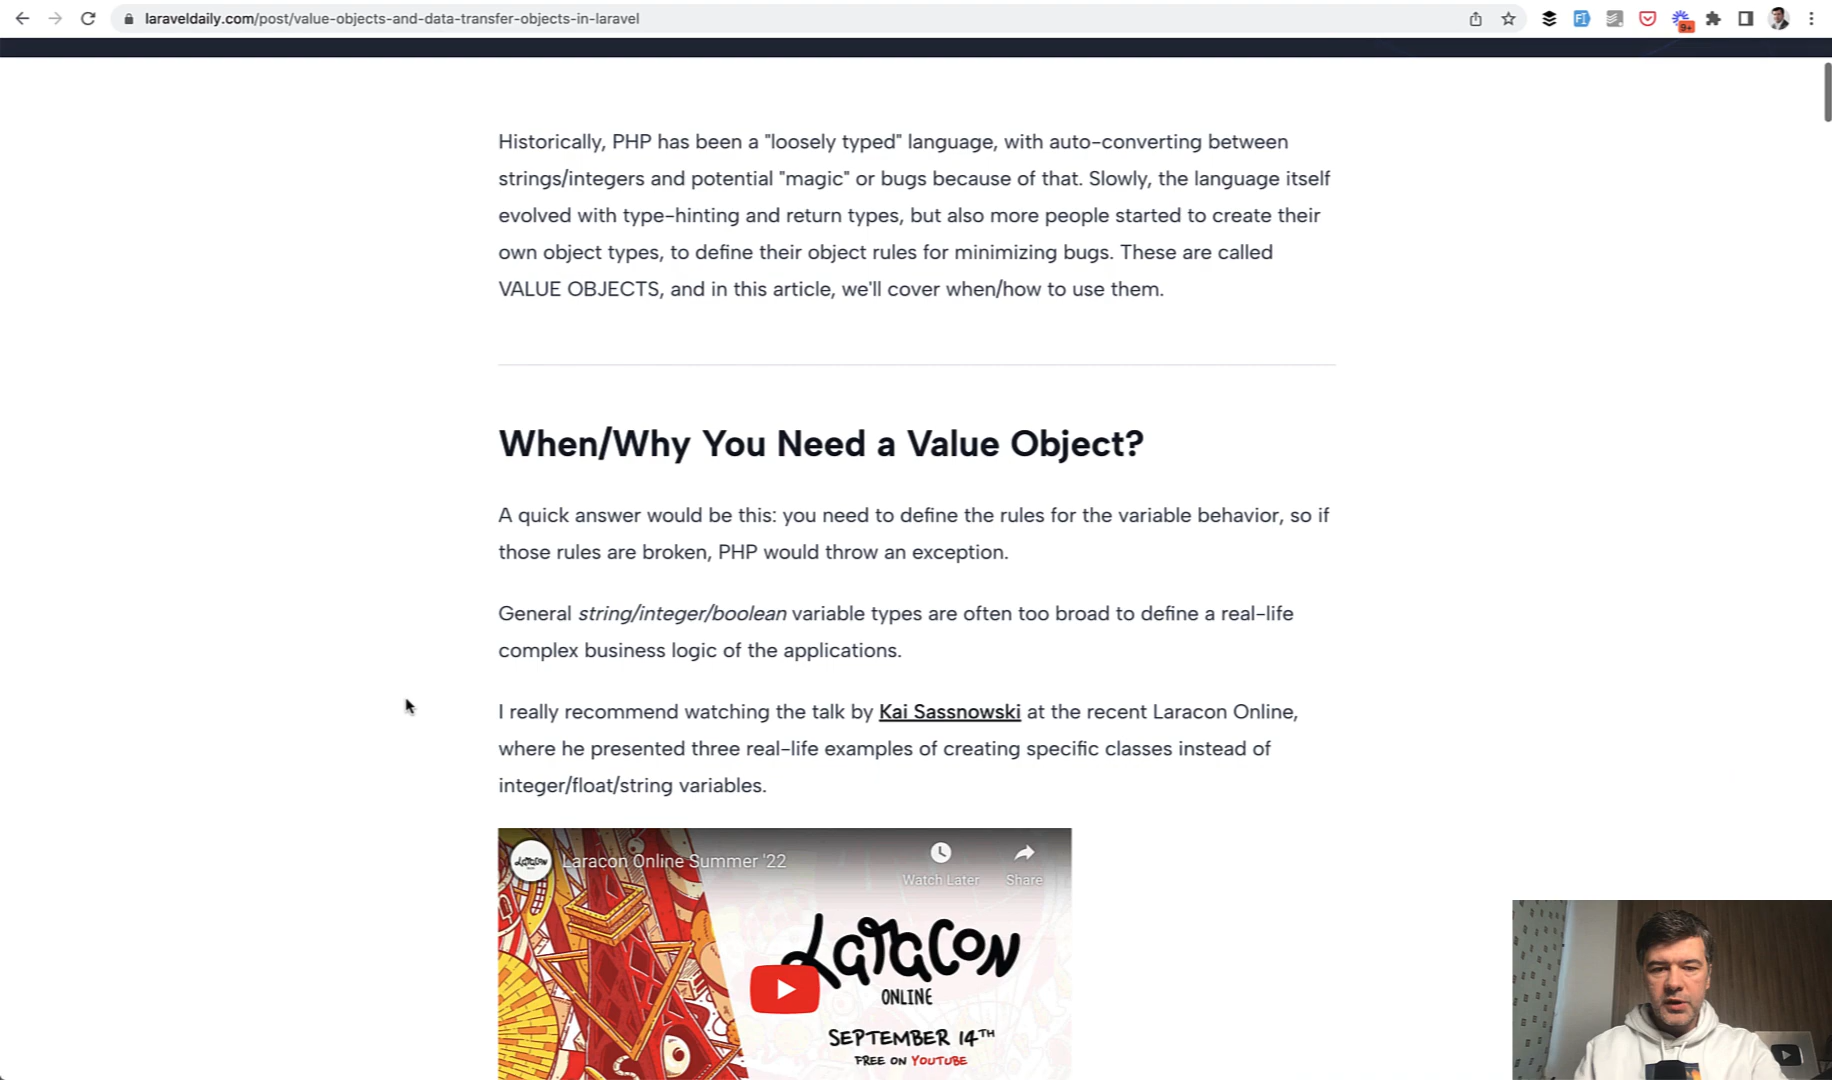 laraveldaily.com/post/value-objects-and-data-transfer-objects-in-laravel
9+
Historically, PHP has been a "loosely typed" language, with auto-converting between
strings/integers and potential "magic" or bugs because of that. Slowly, the language itself
evolved with type-hinting and return types, but also more people started to create their
own object types, to define their object rules for minimizing bugs. These are called
VALUE OBJECTS, and in this article, we'll cover when/how to use them.
When/Why You Need a Value Object?
A quick answer would be this: you need to define the rules for the variable behavior, so if
those rules are broken, PHP would throw an exception.
General string/integer/boolean variable types are often too broad to define a real-life
complex business logic of the applications.
I really recommend watching the talk by Kai Sassnowski at the recent Laracon Online,
where he presented three real-life examples of creating specific classes instead of
integer/float/string variables.
LARACON
Laracon Online Summer '22
Watch Later
Share
LARACON
ONLINE
SEPTEMBER 14TH
FREE ON YOUTUBE